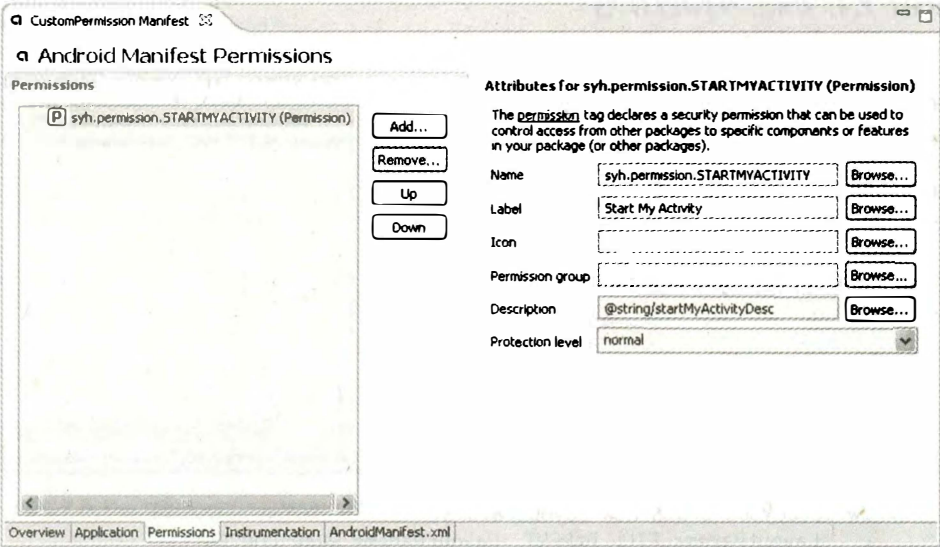 CustomPermission Manifest
Android Manifest Permissions
Permissions
P syh.permission.STARTMYACTIVITY (Permission)
Add...
Remove...
Up
Down
Attributes for syh.permission.STARTMYACTIVITY (Permission)
The permission tag declares a security permission that can be used to
control access from other packages to specific components or features
in your package (or other packages).
Name syh.permission.STARTMYACTIVITY Browse...
Label Start My Activity Browse...
Icon Browse...
Permission group Browse...
Description @string/startMyActivityDesc Browse...
Protection level normal
Overview Application Permissions Instrumentation AndroidManifest.xml